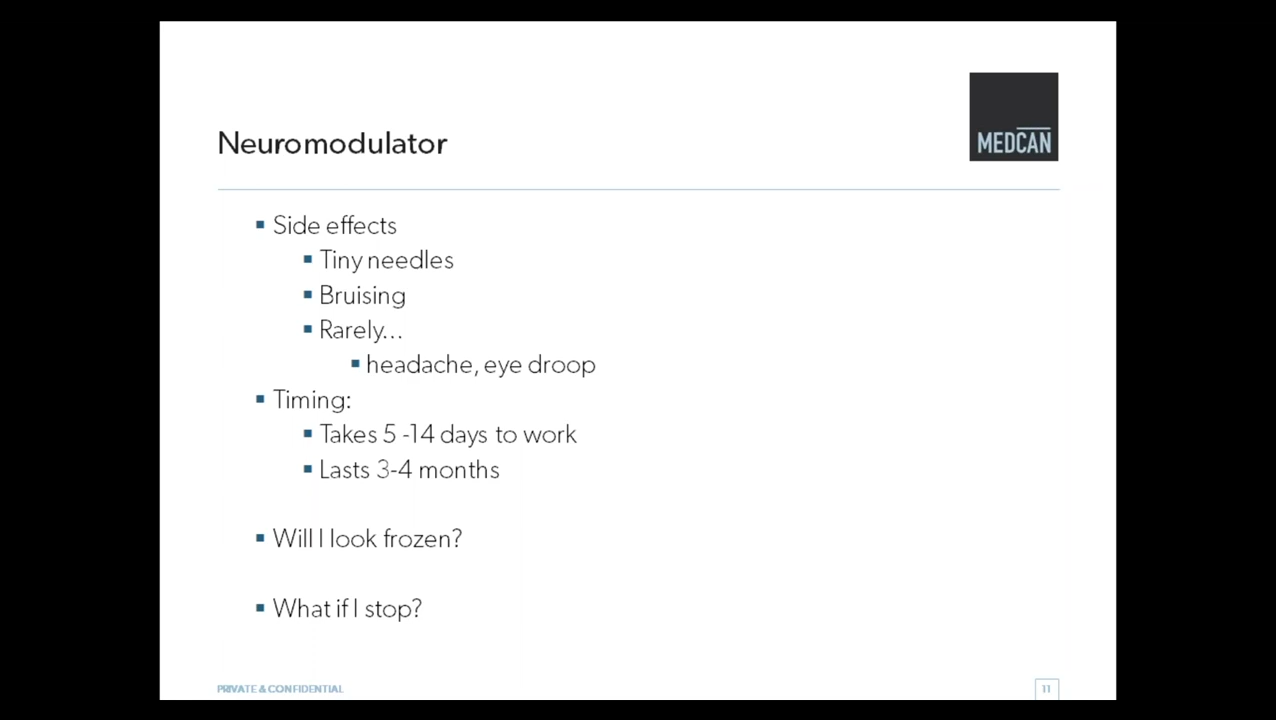 MEDCAN
Neuromodulator
Side effects
Tiny needles
Bruising
Rarely...
headache, eye droop
Timing:
Takes 5 -14 days to work
Lasts 3-4 months
Will I look frozen?
What if I stop?
PRIVATE & CONFIDENTIAL
11